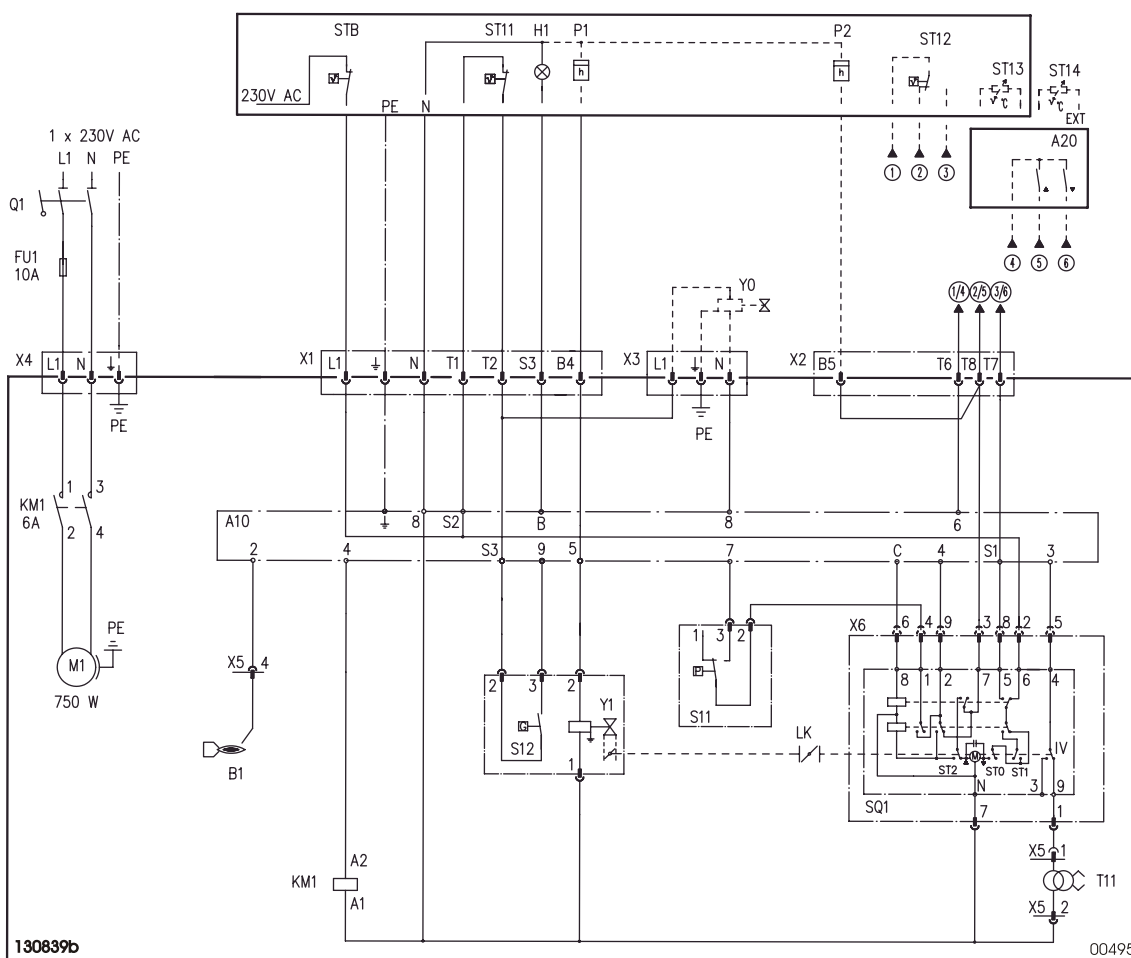 STB ST11 H1 P1 P2 ST12
h h
ST13 ST14
°C °C
230V AC
PE N
EXT
A20
1 x 230V AC
L1 N PE
1 2 3
Q1
FU1
10A
4 5 6
Y0
1/4 2/5 3/6
X4 L1 N
X1 L1 N T1 T2 S3 B4
X3 L1 N
X2 B5 T6 T8 T7
PE
PE
1 3
KM1
6A
2 4
A10 8 S2 B 8 6
2 4 S3 9 5 7 C 4 S1 3
X6 6 4 9 3 8 2 5
1 3 2
PE
M1
750 W
X5 4
2 3 2
P
S11
8 1 2 7 5 6 4
G
S12
Y1
LK
M
IV
ST2 ST0 ST1
B1
1
N 3 9
SQ1
7 1
X5 1
A2
KM1
A1
T11
X5 2
130839b
00495